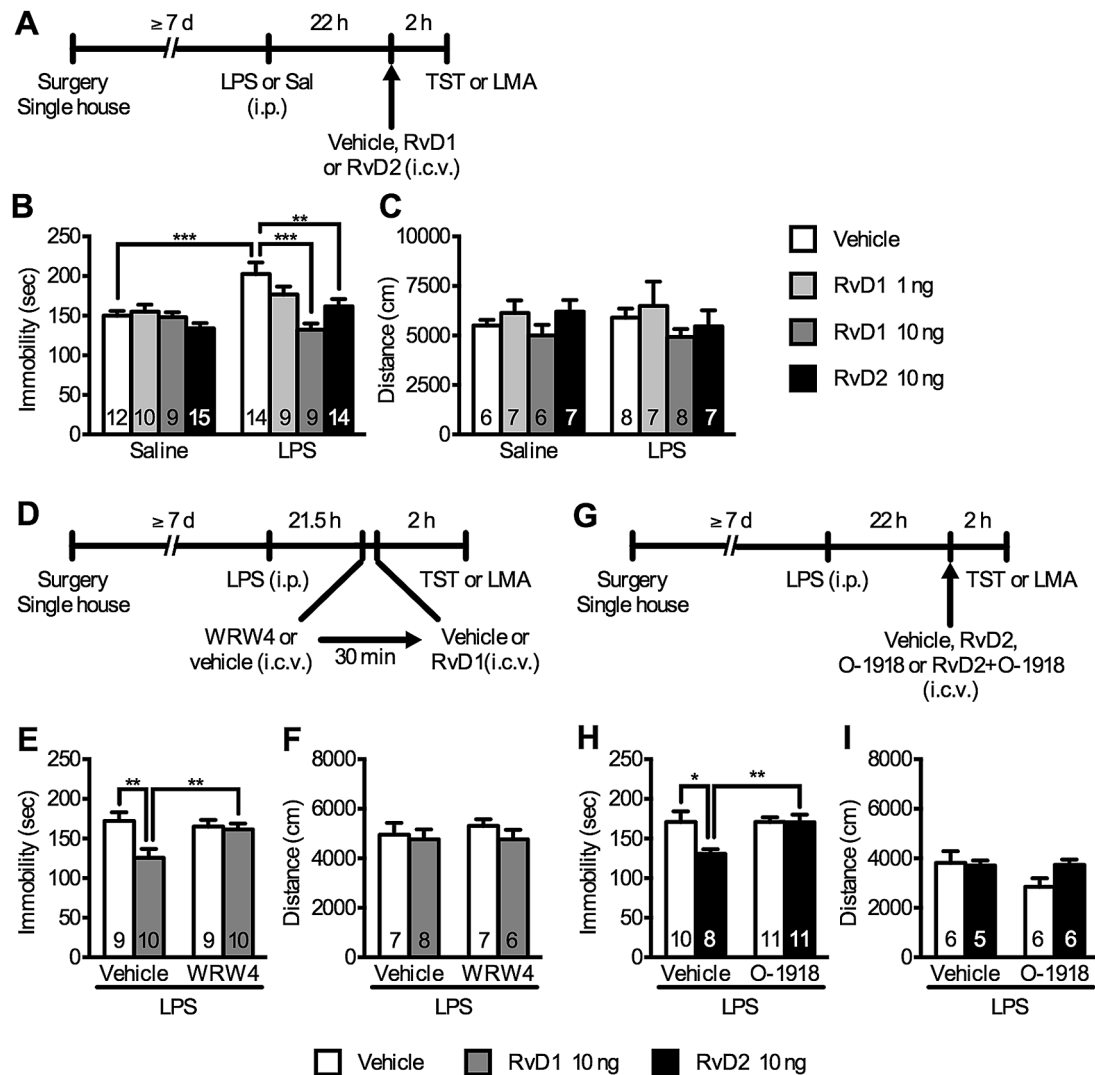 A
≥ 7 d
22 h
2 h
Surgery
Single house
LPS or Sal
(i.p.)
TST or LMA
Vehicle, RvD1
or RvD2 (i.c.v.)
B
Immobility (sec)
250
200
150
100
50
0
***
***
**
12 10 9 15
14 9 9 14
Saline
LPS
C
Distance (cm)
10000
7500
5000
2500
0
6 7 6 7
8 7 8 7
Saline
LPS
Vehicle
RvD1 1 ng
RvD1 10 ng
RvD2 10 ng
D
≥ 7 d
21.5 h
2 h
Surgery
Single house
LPS (i.p.)
TST or LMA
WRW4 or
vehicle (i.c.v.)
30 min
Vehicle or
RvD1(i.c.v.)
G
≥ 7 d
22 h
2 h
Surgery
Single house
LPS (i.p.)
TST or LMA
Vehicle, RvD2,
O-1918 or RvD2+O-1918
(i.c.v.)
E
Immobility (sec)
250
200
150
100
50
0
**
**
9 10
9 10
Vehicle
WRW4
LPS
F
Distance (cm)
8000
6000
4000
2000
0
7 8
7 6
Vehicle
WRW4
LPS
H
Immobility (sec)
250
200
150
100
50
0
*
**
10 8
11 11
Vehicle
O-1918
LPS
I
Distance (cm)
8000
6000
4000
2000
0
6 5
6 6
Vehicle
O-1918
LPS
Vehicle
RvD1 10 ng
RvD2 10 ng